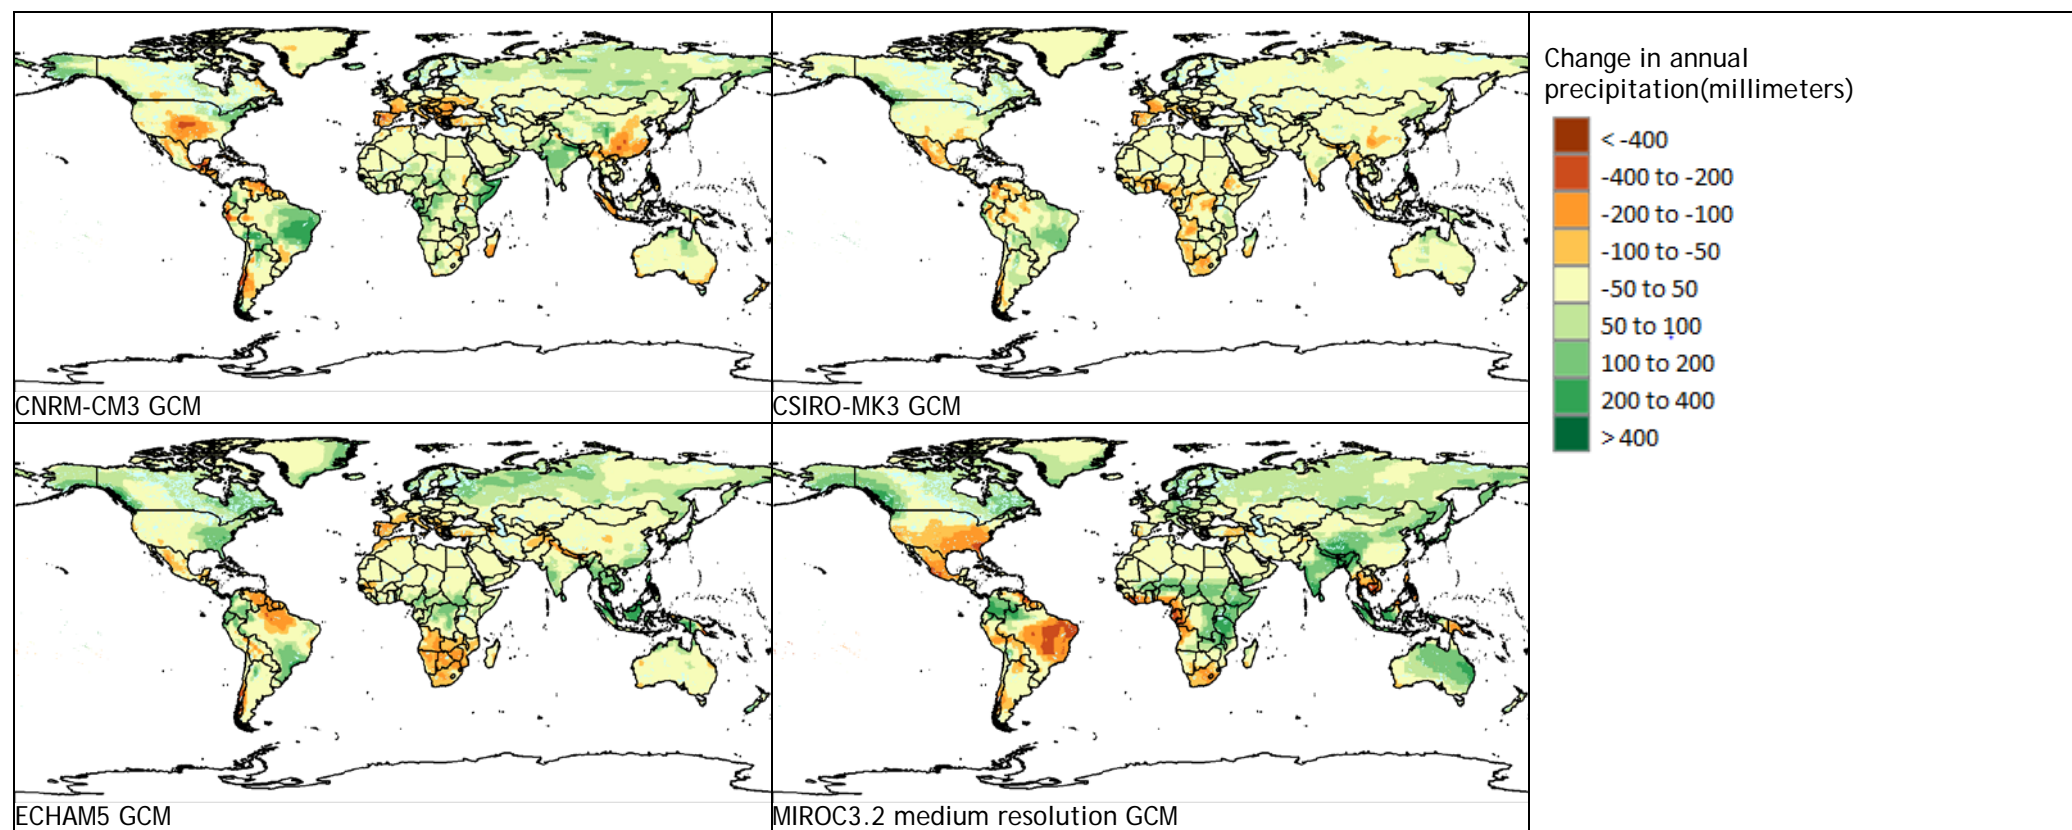 Change in annual
precipitation(millimeters)
< -400
-400 to -200
-200 to -100
-100 to -50
-50 to 50
50 to 100
100 to 200
200 to 400
> 400
CNRM-CM3 GCM
CSIRO-MK3 GCM
ECHAM5 GCM
MIROC3.2 medium resolution GCM